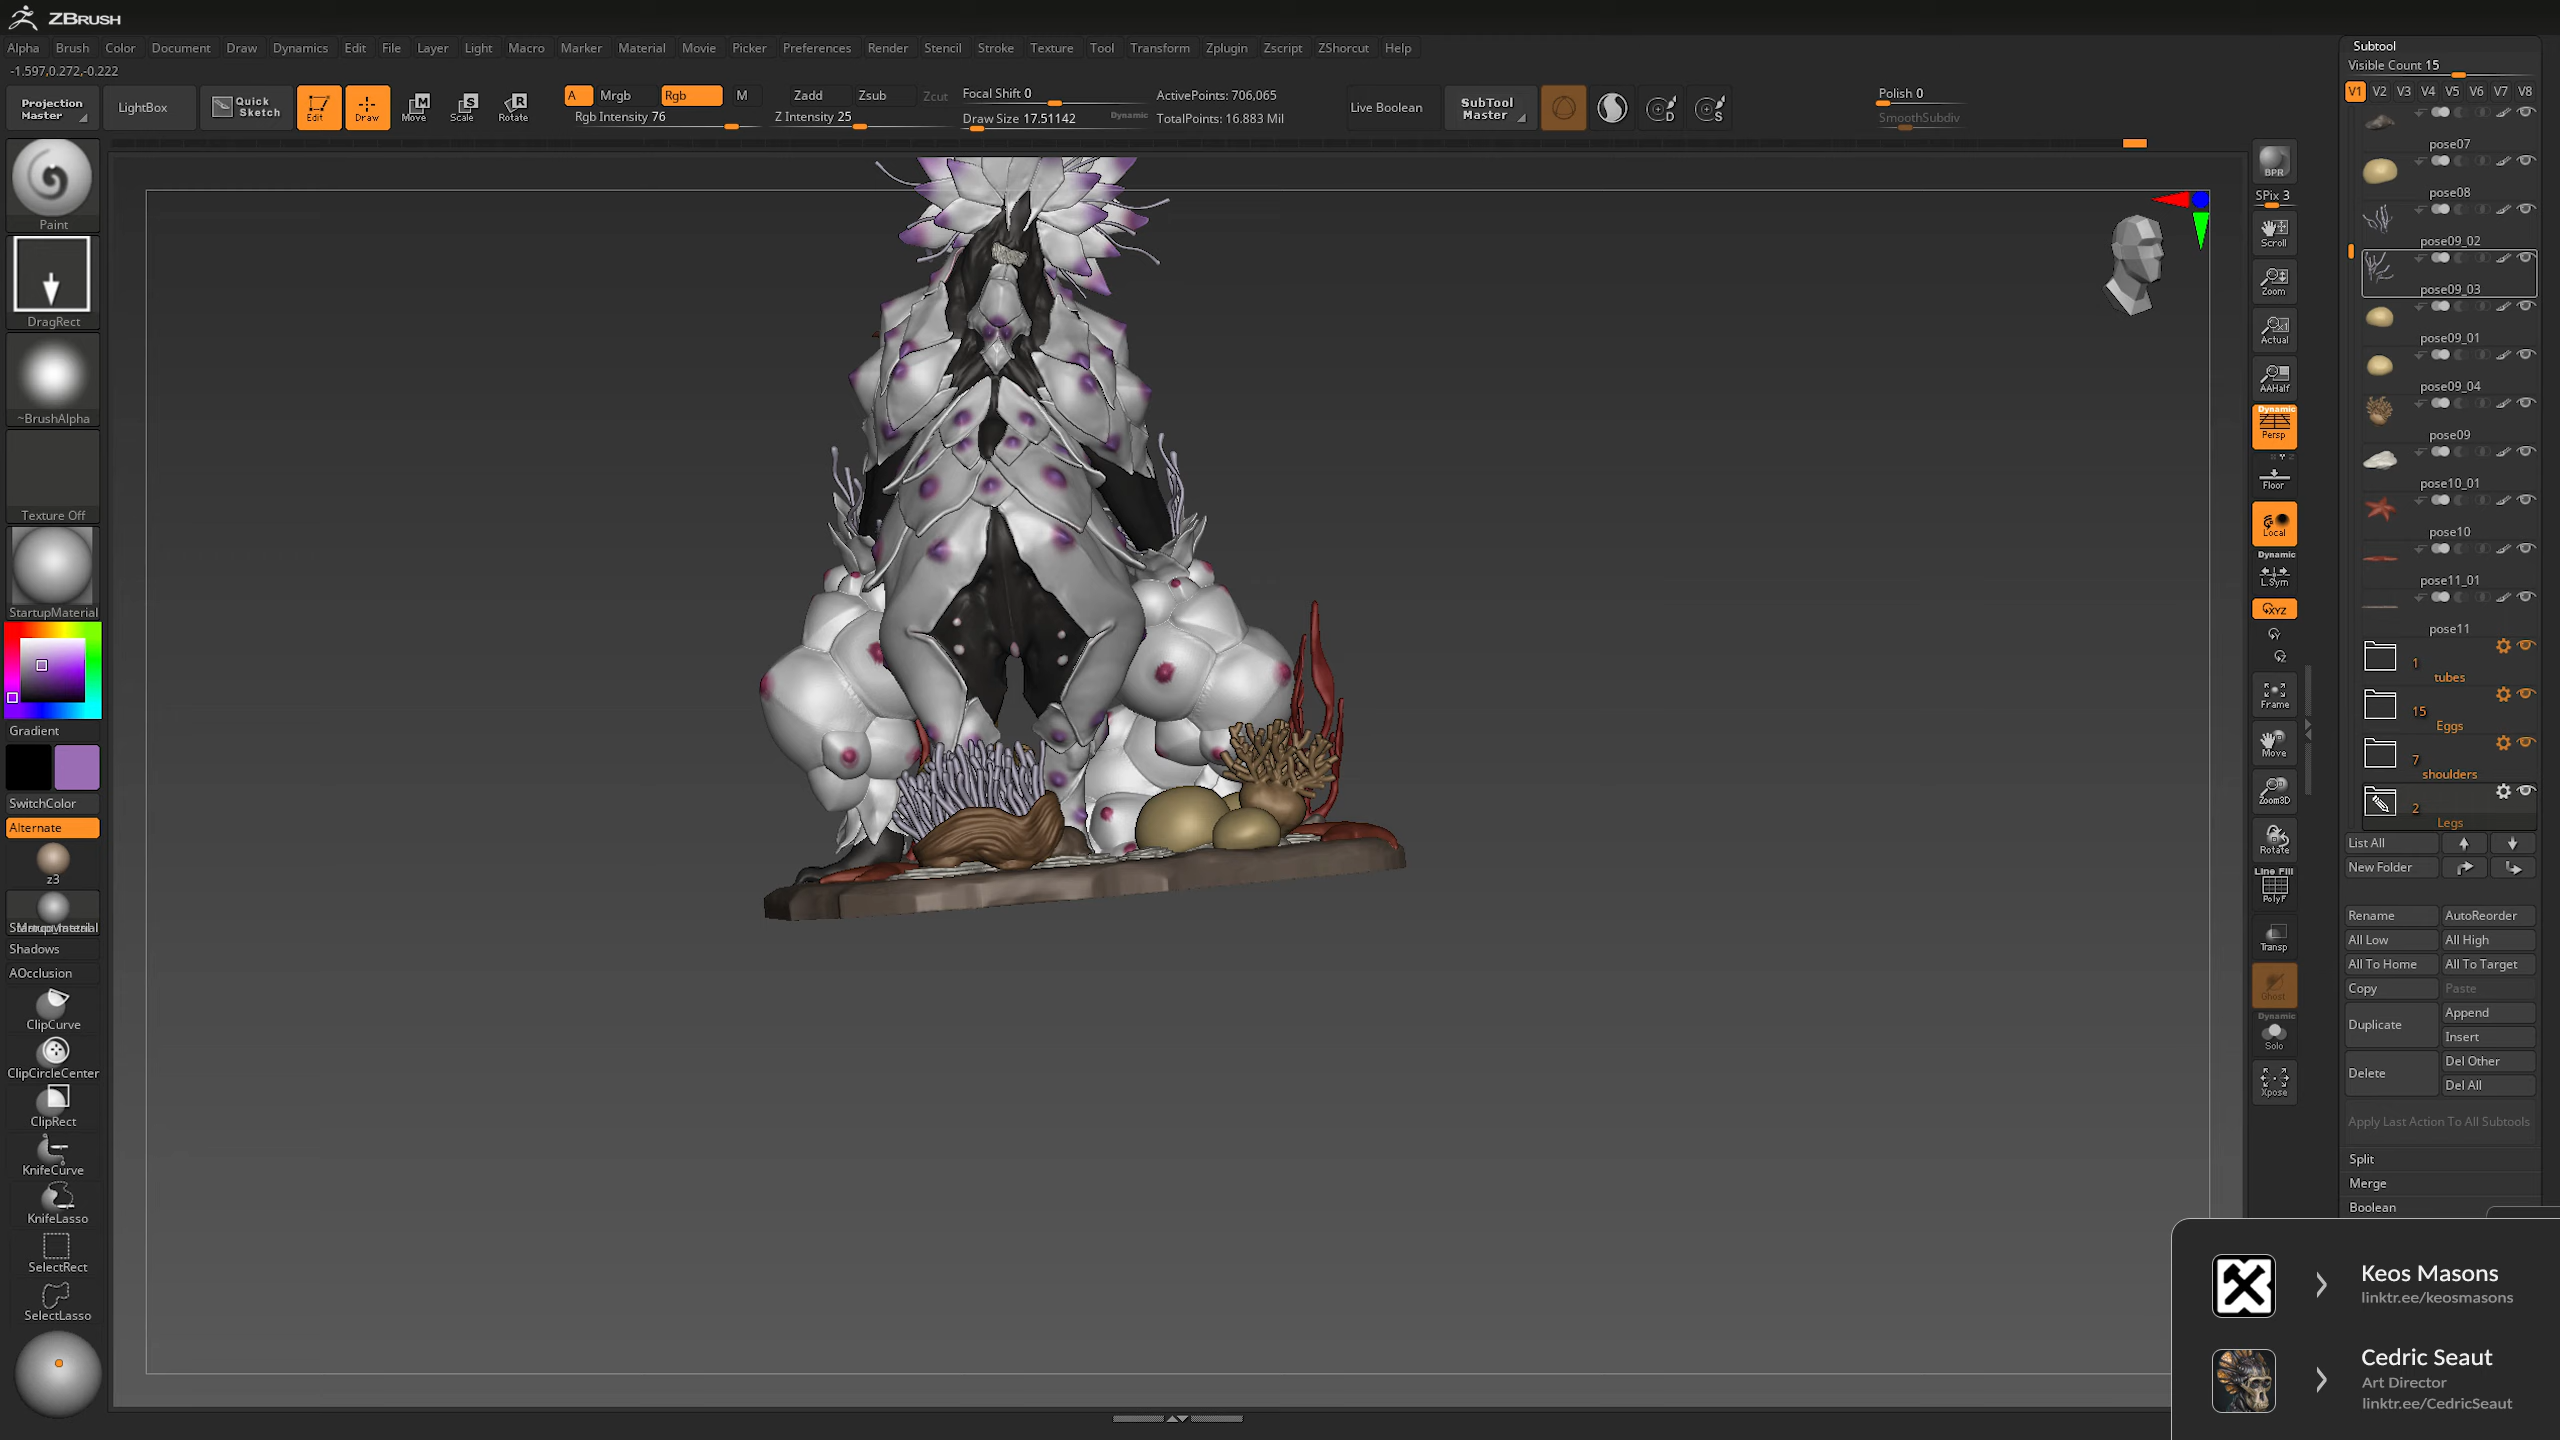 ZBRUSH
Alpha Brush Color Document Draw Dynamics Edit File Layer Light Macro Marker Material Movie Picker Preferences Render Stencil Stroke Texture Tool Transform Zplugin Zscript ZShortcut Help
-1.597,0.272,-0.222
Projection Master
LightBox
Quick Sketch
Edit
Draw
Move
Scale
Rotate
A Mrgb Rgb M
Rgb Intensity 76
Zadd Zsub Zcut
Z Intensity 25
Focal Shift 0
Draw Size 17.51142 Dynamic
ActivePoints: 706,065
TotalPoints: 16.883 Mil
Live Boolean
SubTool Master
Polish 0
SmoothSubdiv
Paint
DragRect
~BrushAlpha
Texture Off
StartupMaterial
Gradient
SwitchColor
Alternate
z3
Shadows
AOcclusion
ClipCurve
ClipCircleCenter
ClipRect
KnifeCurve
KnifeLasso
SelectRect
SelectLasso
BPR
SPix 3
Scroll
Zoom
Actual
AAHalf
Dynamic
Persp
Floor
Local
Dynamic
L.Sym
XYZ
Frame
Move
Zoom3D
Rotate
Line Fill
PolyF
Transp
Ghost
Dynamic
Solo
Xpose
Subtool
Visible Count 15
V1 V2 V3 V4 V5 V6 V7 V8
pose07
pose08
pose09_02
pose09_03
pose09_01
pose09_04
pose09
pose10_01
pose10
pose11_01
pose11
1
tubes
15
Eggs
7
shoulders
2
Legs
List All
New Folder
Rename AutoReorder
All Low All High
All To Home All To Target
Copy Paste
Duplicate Append
Insert
Delete Del Other
Del All
Apply Last Action To All Subtools
Split
Merge
Boolean
Keos Masons
linktr.ee/keosmasons
Cedric Seaut
Art Director
linktr.ee/CedricSeaut